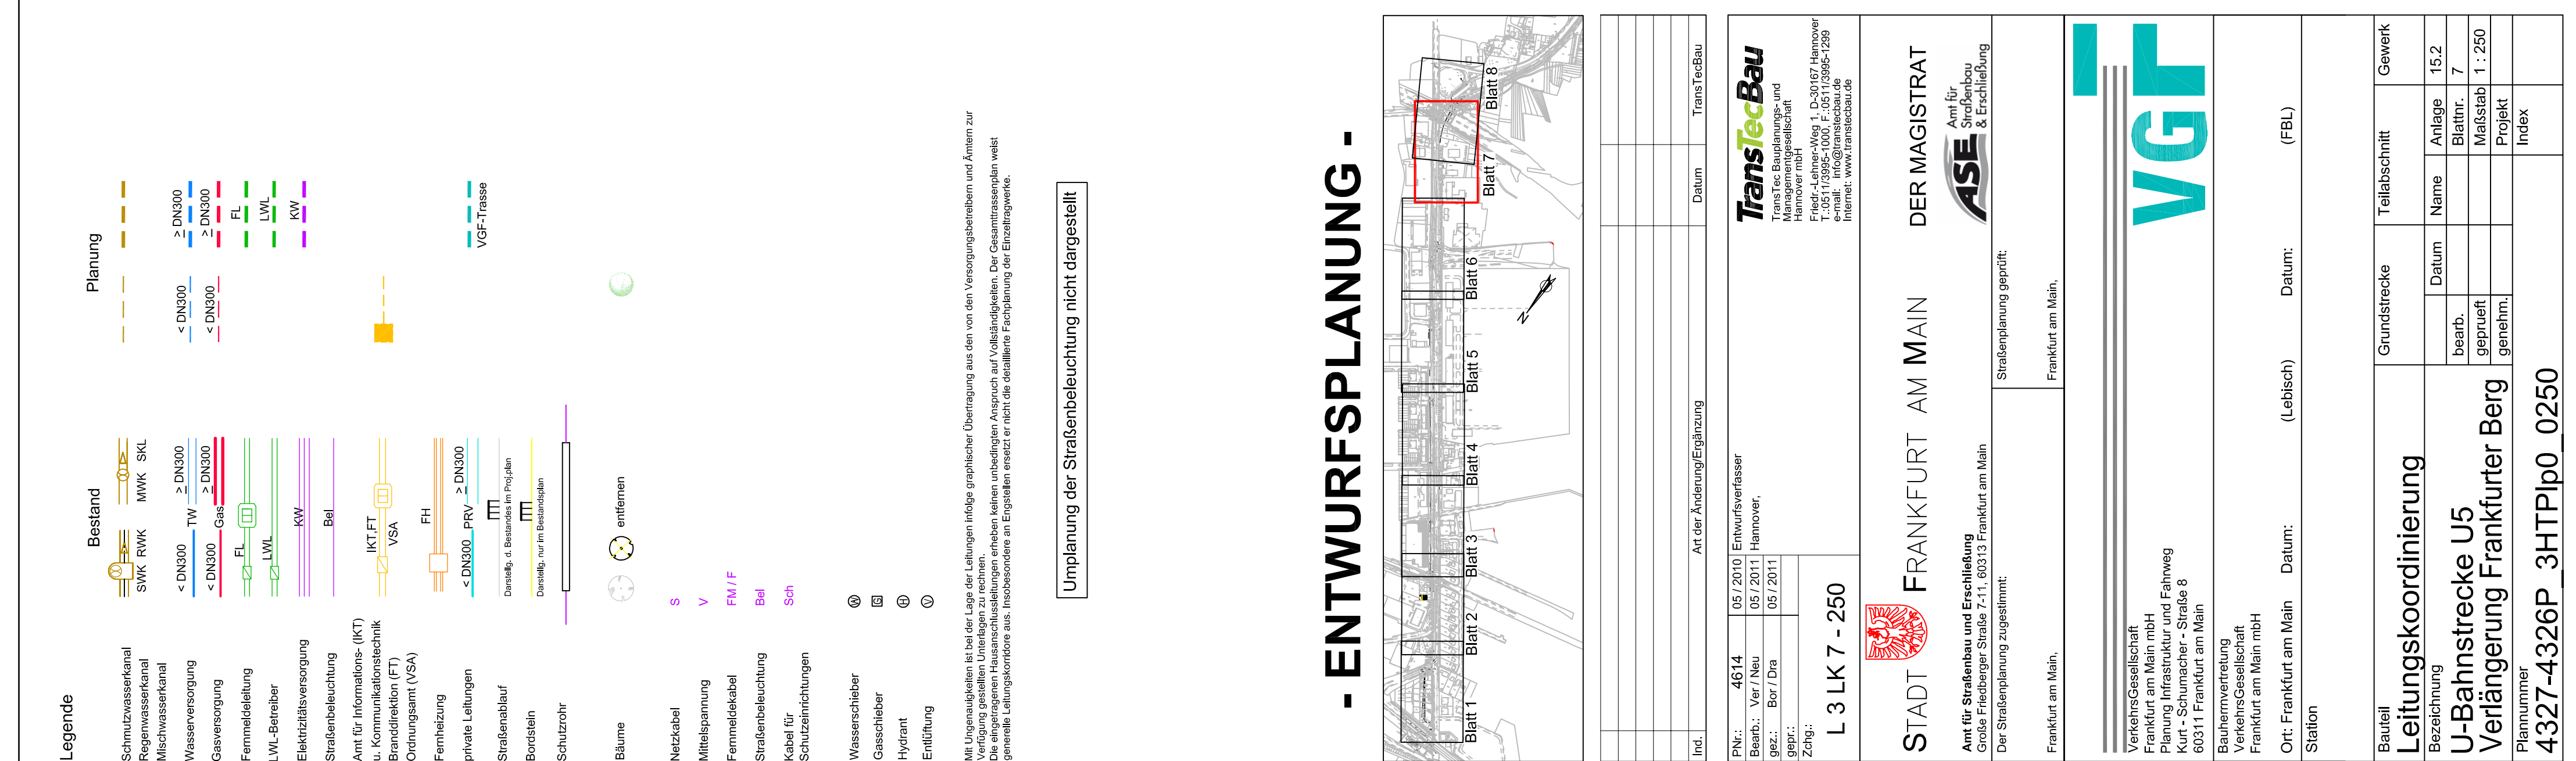 Legende
Bestand
Planung
Schmutzwasserkanal
Regenwasserkanal
Mischwasserkanal
SWK RWK
MWK SKL
Wasserversorgung
< DN300
TW
> DN300
< DN300
> DN300
Gasversorgung
< DN300
Gas
> DN300
< DN300
> DN300
Fernmeldeleitung
FL
FL
LWL-Betreiber
LWL
LWL
Elektrizitätsversorgung
KW
KW
Straßenbeleuchtung
Bel
Amt für Informations- (IKT)
u. Kommunikationstechnik
Branddirektion (FT)
Ordnungsamt (VSA)
IKT,FT
VSA
Fernheizung
FH
private Leitungen
< DN300
PRV
> DN300
VGF-Trasse
Straßenablauf
Darstellg. d. Bestandes im Proj.plan
Bordstein
Darstellg. nur im Bestandsplan
Schutzrohr
Bäume
entfernen
Netzkabel
S
Mittelspannung
V
Fernmeldekabel
FM / F
Straßenbeleuchtung
Bel
Kabel für
Schutzeinrichtungen
Sch
Wasserschieber
W
Gasschieber
G
Hydrant
H
Entlüftung
V
Mit Ungenauigkeiten ist bei der Lage der Leitungen infolge graphischer Übertragung aus den von den Versorgungsbetreibern und Ämtern zur
Verfügung gestellten Unterlagen zu rechnen.
Die eingetragenen Hausanschlussleitungen erheben keinen unbedingten Anspruch auf Vollständigkeiten. Der Gesamttrassenplan weist
generelle Leitungskorridore aus. Insobesondere an Engstellen ersetzt er nicht die detaillierte Fachplanung der Einzeltragwerke.
Umplanung der Straßenbeleuchtung nicht dargestellt
- ENTWURFSPLANUNG -
Blatt 1
Blatt 2
Blatt 3
Blatt 4
Blatt 5
Blatt 6
Blatt 7
Blatt 8
N
Ind.
Art der Änderung/Ergänzung
Datum
TransTecBau
PNr.: 4614
05 / 2010
Entwurfsverfasser
Bearb.: Ver / Neu
05 / 2011
Hannover,
gez.: Bor / Dra
05 / 2011
gepr.:
Zchg.:
L 3 LK 7 - 250
TransTecBau
TransTec Bauplanungs- und
Managementgesellschaft
Hannover mbH
Friedr.-Lehner-Weg 1, D-30167 Hannover
T.:0511/3995-1000, F.:0511/3995-1299
e-mail: info@transtecbau.de
Internet: www.transtecbau.de
STADT FRANKFURT AM MAIN
DER MAGISTRAT
Amt für Straßenbau und Erschließung
Große Friedberger Straße 7-11, 60313 Frankfurt am Main
ASE
Amt für
Straßenbau
& Erschließung
Der Straßenplanung zugestimmt:
Frankfurt am Main,
Straßenplanung geprüft:
Frankfurt am Main,
VGF
VerkehrsGesellschaft
Frankfurt am Main mbH
Planung Infrastruktur und Fahrweg
Kurt - Schumacher - Straße 8
60311 Frankfurt am Main
Bauherrnvertretung
VerkehrsGesellschaft
Frankfurt am Main mbH
Ort: Frankfurt am Main
Datum:
(Lebisch)
Datum:
(FBL)
Station
Bauteil
Leitungskoordinierung
Grundstrecke
Teilabschnitt
Gewerk
Bezeichnung
U-Bahnstrecke U5
Verlängerung Frankfurter Berg
Datum
Name
bearb.
geprueft
genehm.
Anlage
15.2
Blattnr.
7
Maßstab
1 : 250
Projekt
Plannummer
4327-4326P_3HTPlp0_0250
Index